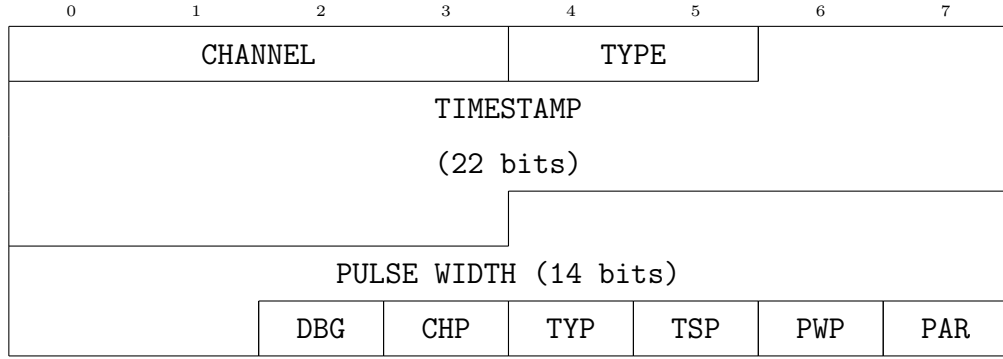 0 1 2 3 4 5 6 7
CHANNEL TYPE
TIMESTAMP
(22 bits)
PULSE WIDTH (14 bits)
DBG CHP TYP TSP PWP PAR